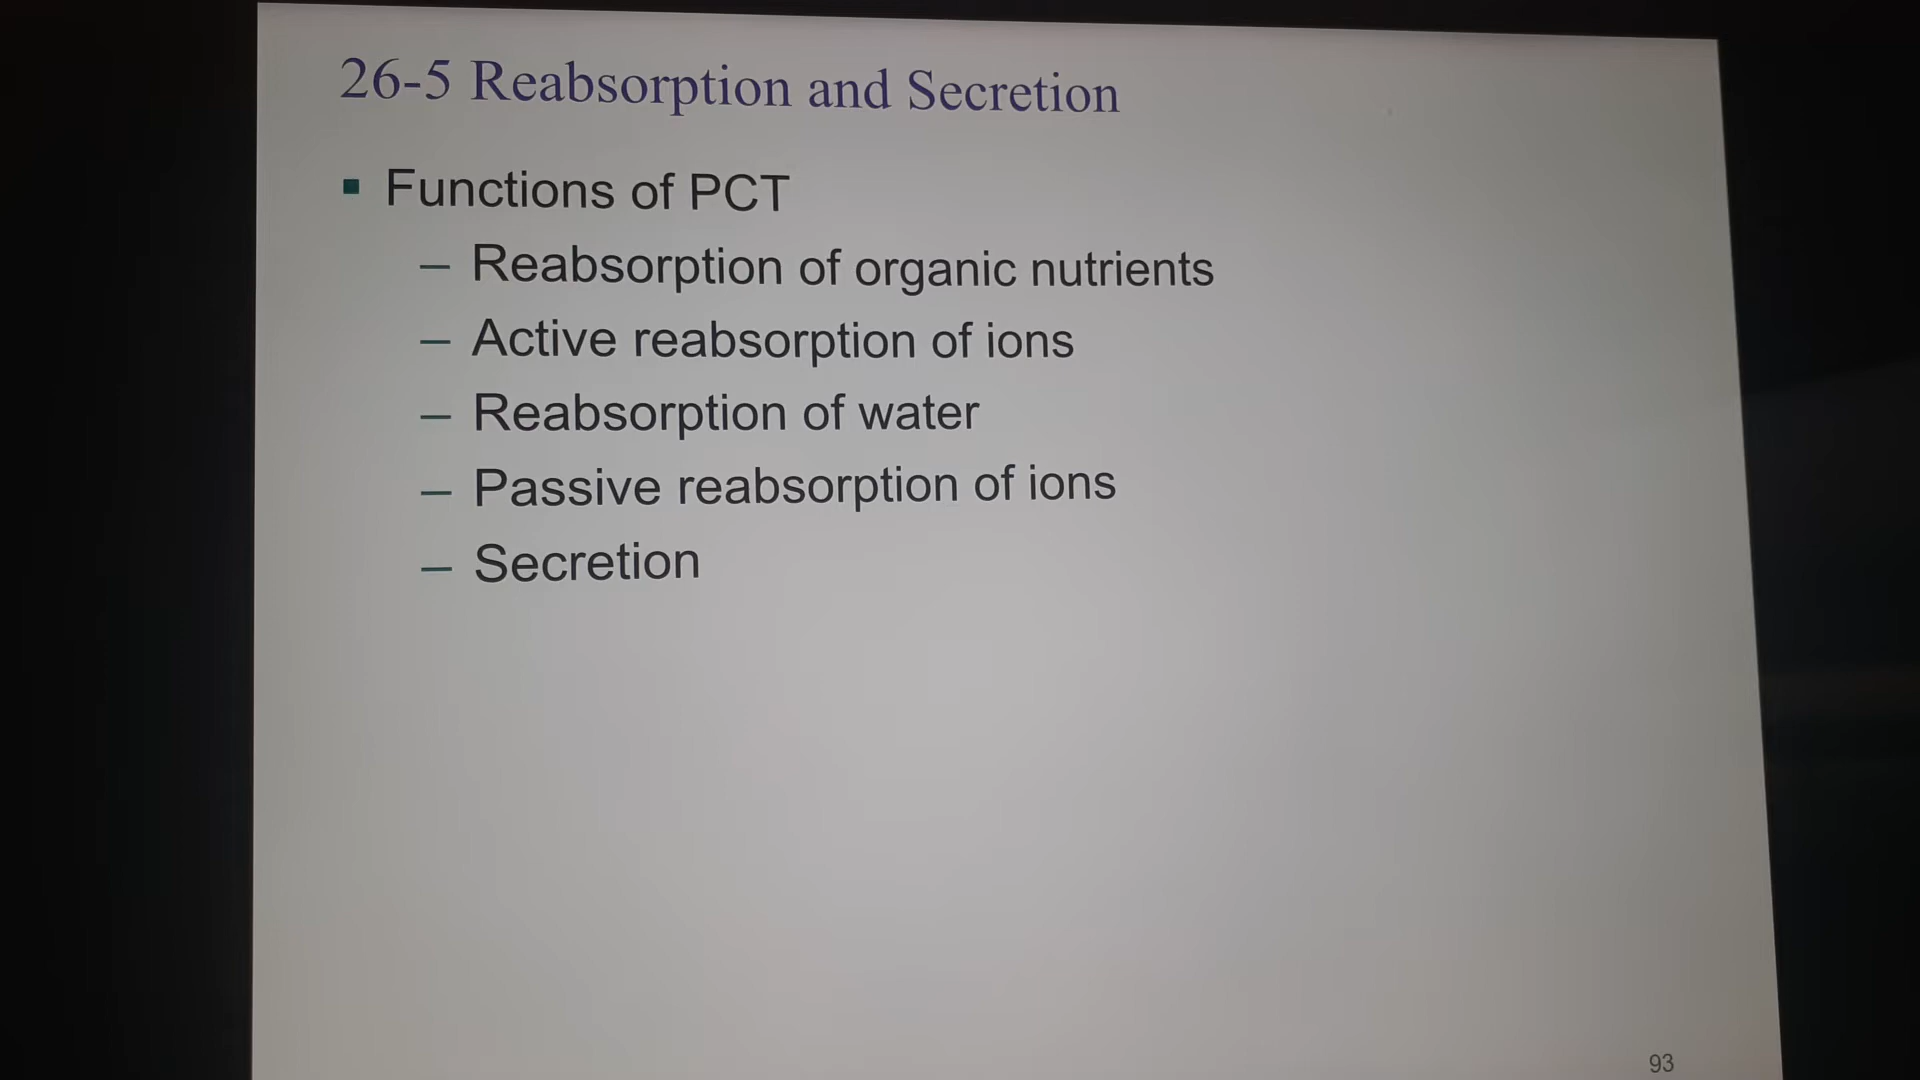 26-5 Reabsorption and Secretion
▪ Functions of PCT
– Reabsorption of organic nutrients
– Active reabsorption of ions
– Reabsorption of water
– Passive reabsorption of ions
– Secretion
93